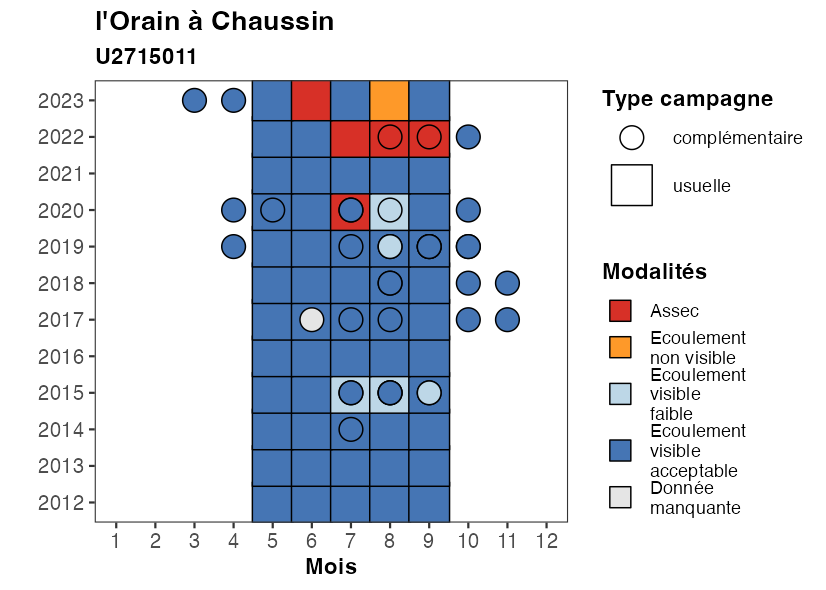 l'Orain à Chaussin
U2715011
2023
2022
2021
2020
2019
2018
2017
2016
2015
2014
2013
2012
1 2 3 4 5 6 7 8 9 10 11 12
Mois
Type campagne
complémentaire
usuelle
Modalités
Assec
Ecoulement
non visible
Ecoulement
visible
faible
Ecoulement
visible
acceptable
Donnée
manquante